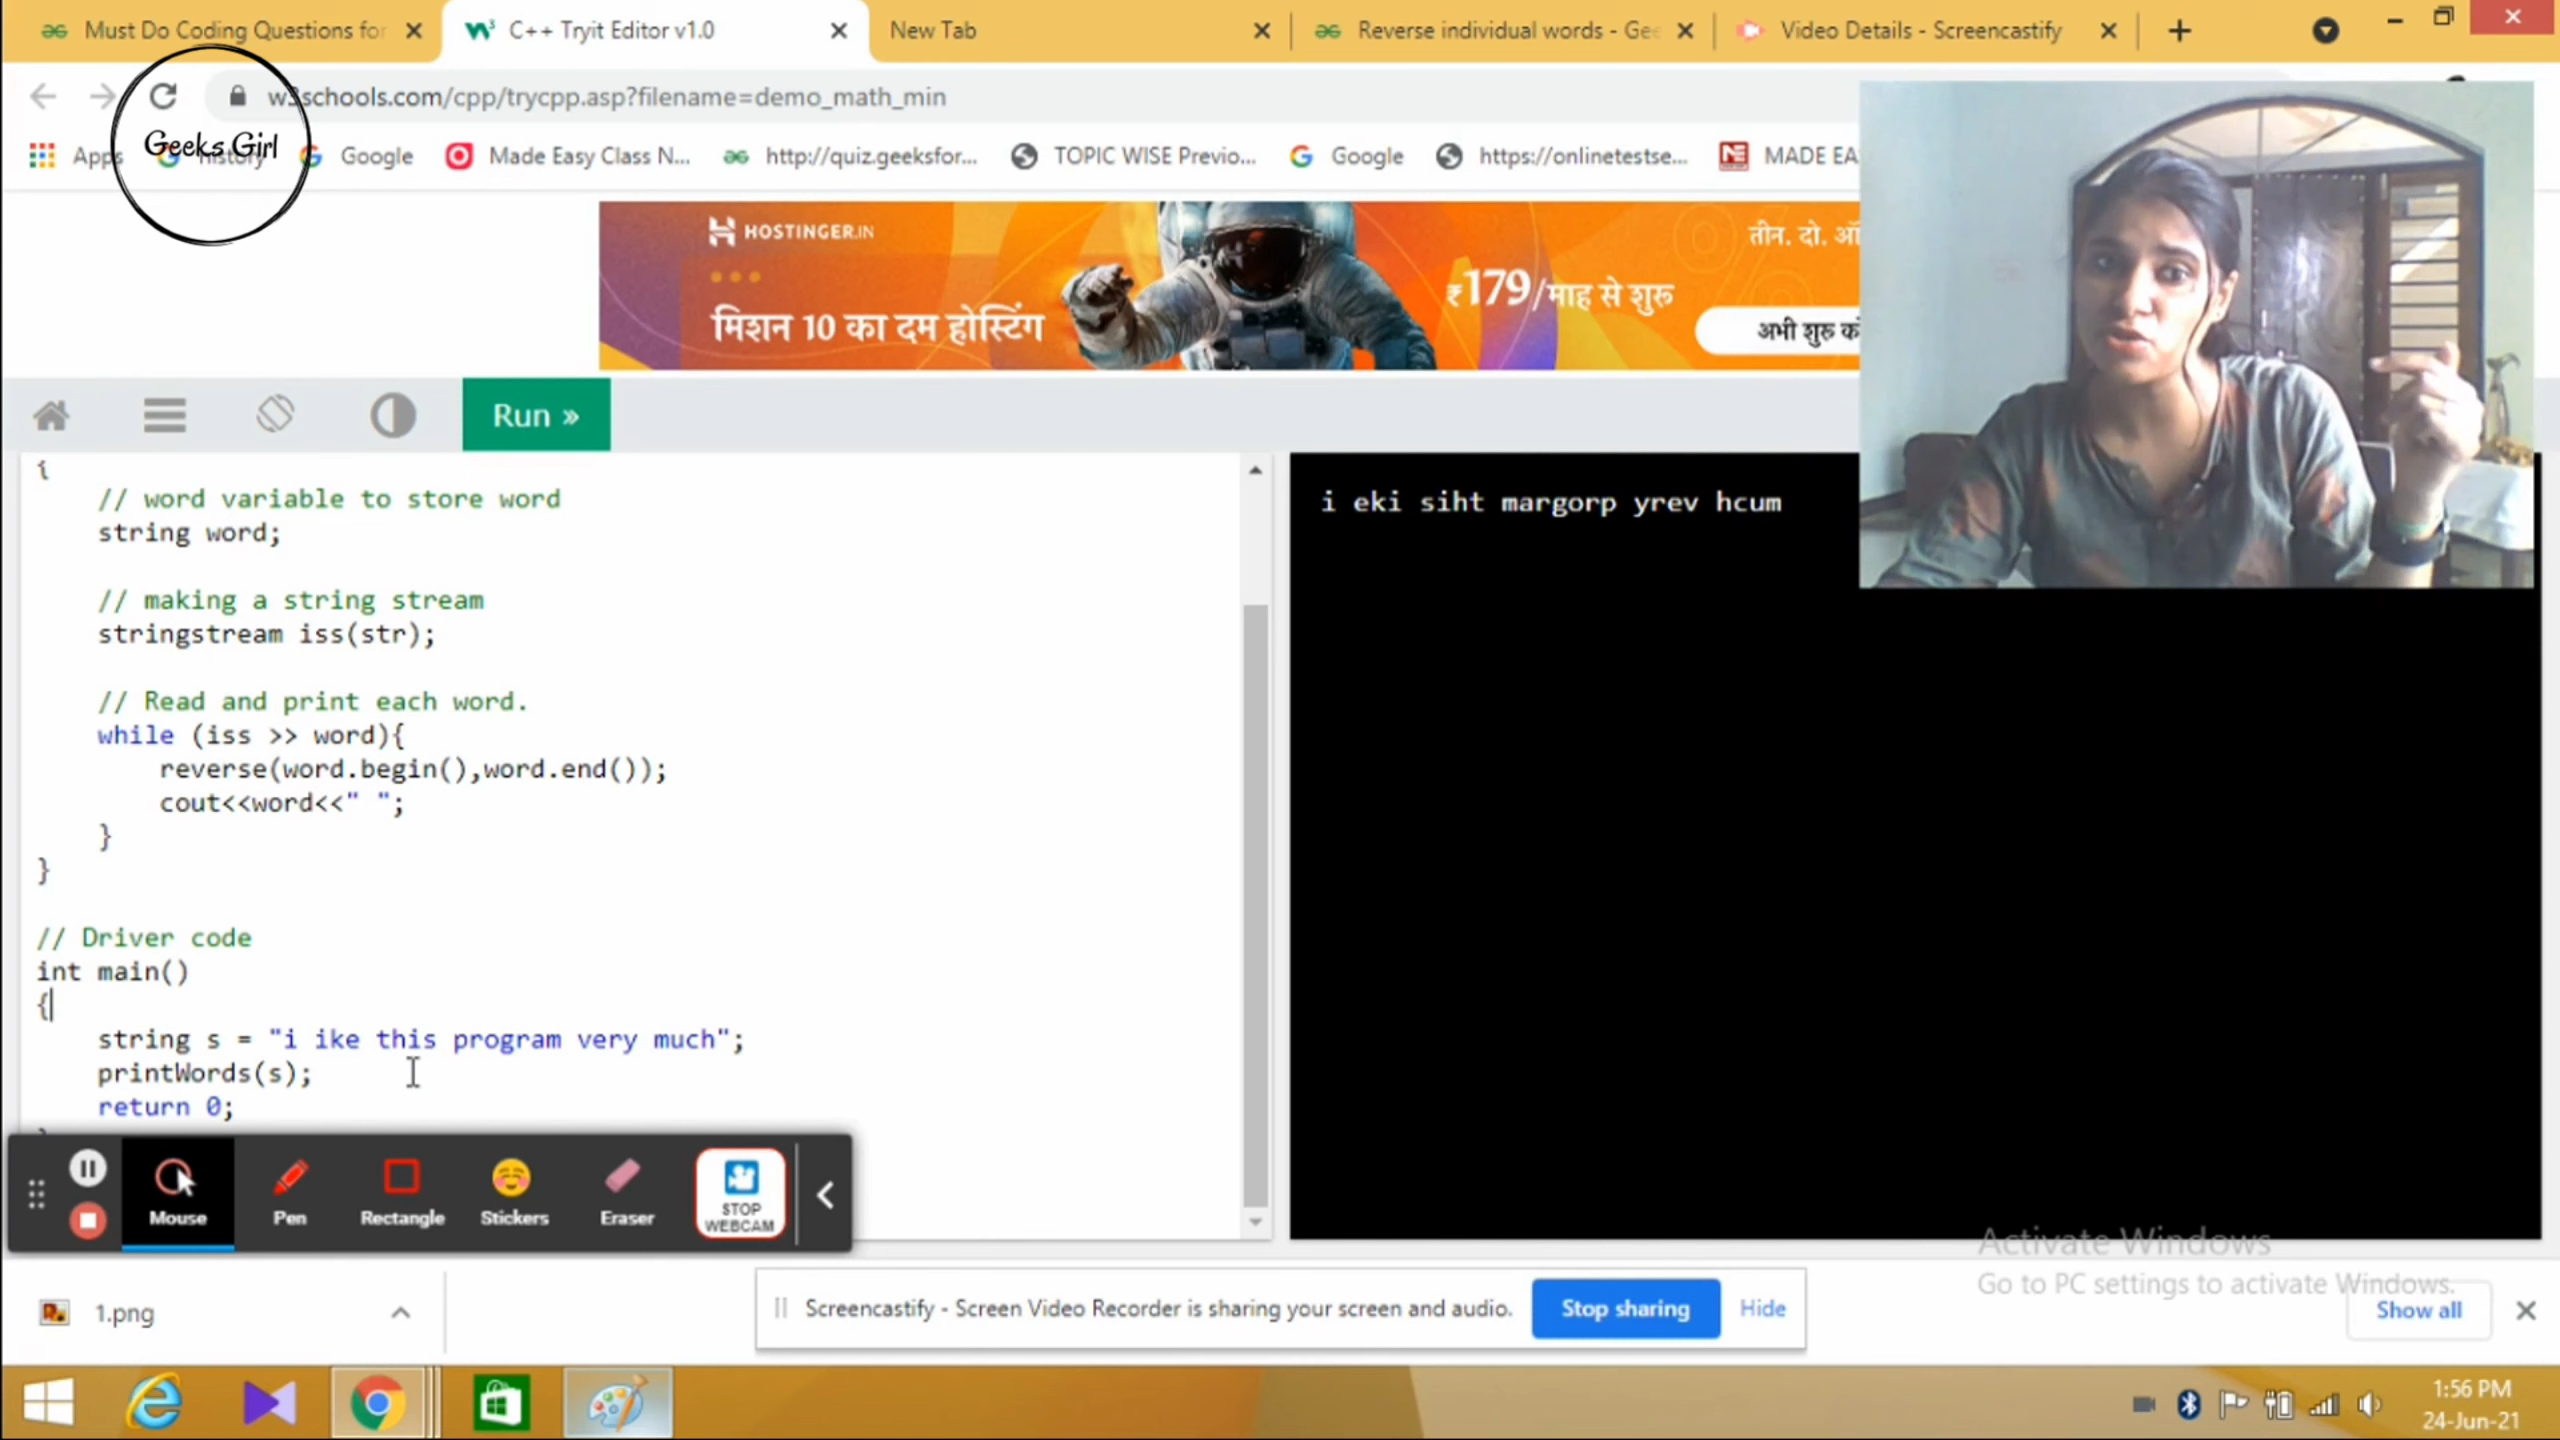 Must Do Coding Questions for
C++ Tryit Editor v1.0
New Tab
Reverse individual words - Gee
Video Details - Screencastify
w3schools.com/cpp/trycpp.asp?filename=demo_math_min
Geeks Girl
Apps
history
Google
Made Easy Class N...
http://quiz.geeksfor...
TOPIC WISE Previo...
Google
https://onlinetestse...
MADE EA
HOSTINGER.IN
मिशन 10 का दम होस्टिंग
तीन. दो. ऑ
₹179/माह से शुरू
अभी शुरू क
Run »
{
// word variable to store word
string word;
// making a string stream
stringstream iss(str);
// Read and print each word.
while (iss >> word){
reverse(word.begin(),word.end());
cout<<word<<" ";
}
}
// Driver code
int main()
{
string s = "i ike this program very much";
printWords(s);
return 0;
i eki siht margorp yrev hcum
Mouse
Pen
Rectangle
Stickers
Eraser
STOP
WEBCAM
Activate Windows
Go to PC settings to activate Windows.
1.png
Screencastify - Screen Video Recorder is sharing your screen and audio.
Stop sharing
Hide
Show all
1:56 PM
24-Jun-21